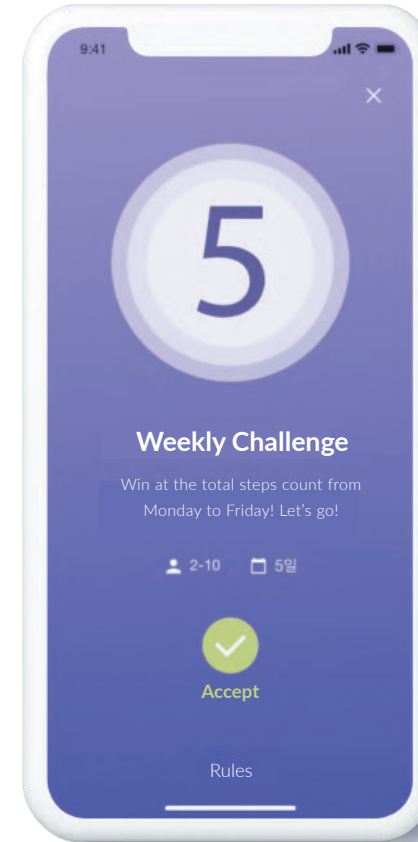 9:41
5
Weekly Challenge
Win at the total steps count from
Monday to Friday! Let's go!
2-10 5일
Accept
Rules